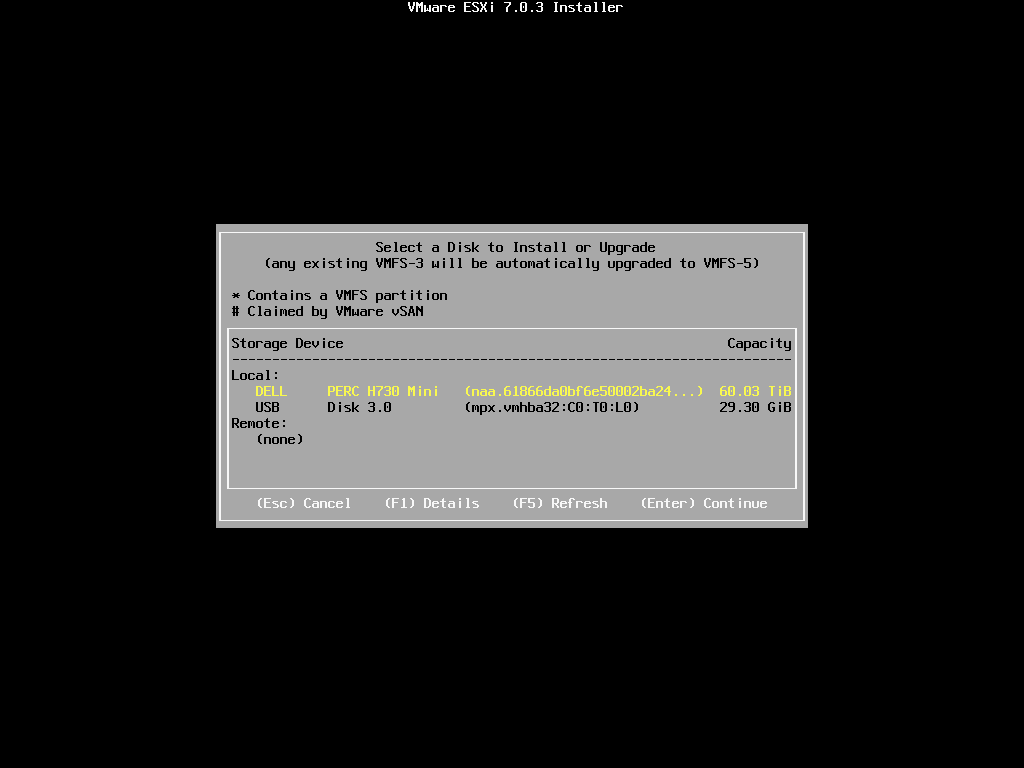 VMware ESXi 7.0.3 Installer
Select a Disk to Install or Upgrade
(any existing VMFS-3 will be automatically upgraded to VMFS-5)
* Contains a VMFS partition
# Claimed by VMware vSAN
Storage Device Capacity
--------------------------------------------------------------------
Local:
DELL PERC H730 Mini (naa.61866da0bf6e50002ba24...) 60.03 TiB
USB Disk 3.0 (mpx.vmhba32:C0:T0:L0) 29.30 GiB
Remote:
(none)
(Esc) Cancel (F1) Details (F5) Refresh (Enter) Continue